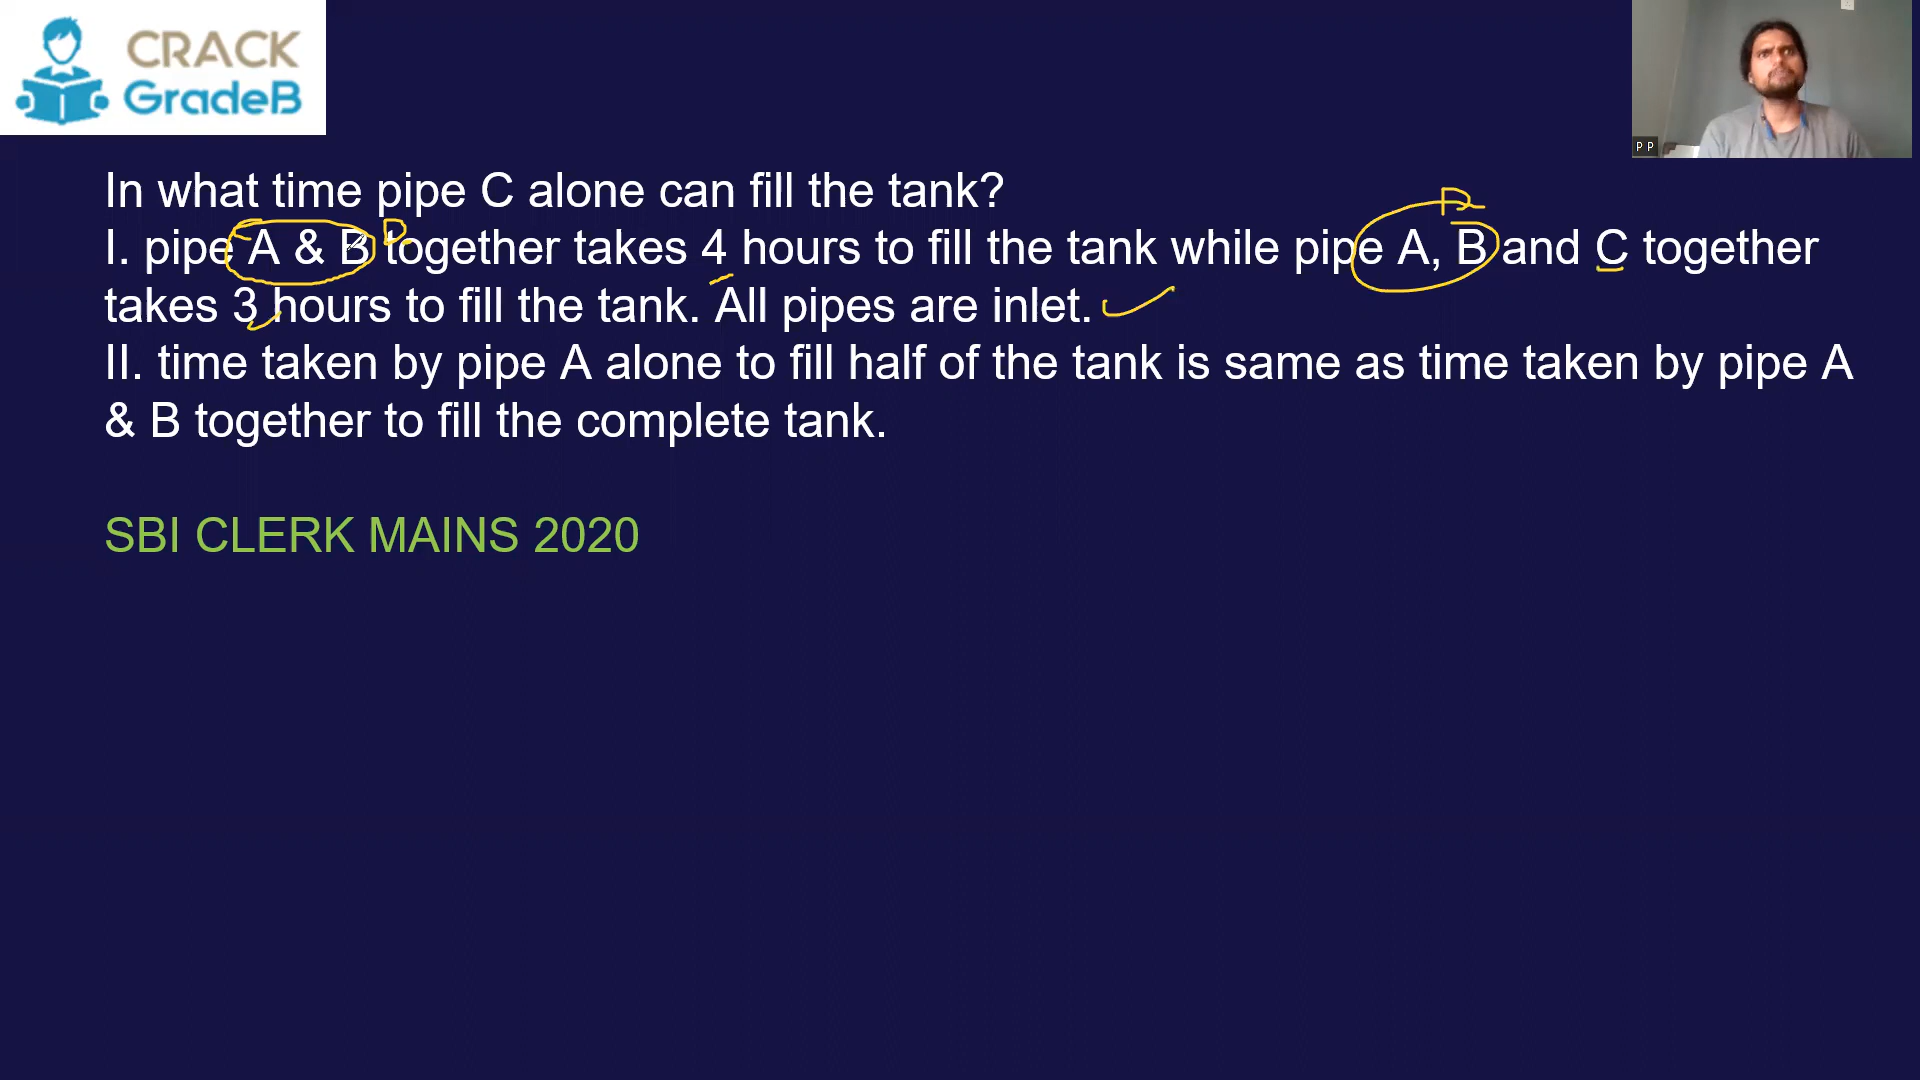 CRACK
GradeB
P P
In what time pipe C alone can fill the tank?
I. pipe A & B together takes 4 hours to fill the tank while pipe A, B and C together
takes 3 hours to fill the tank. All pipes are inlet.
II. time taken by pipe A alone to fill half of the tank is same as time taken by pipe A
& B together to fill the complete tank.
SBI CLERK MAINS 2020